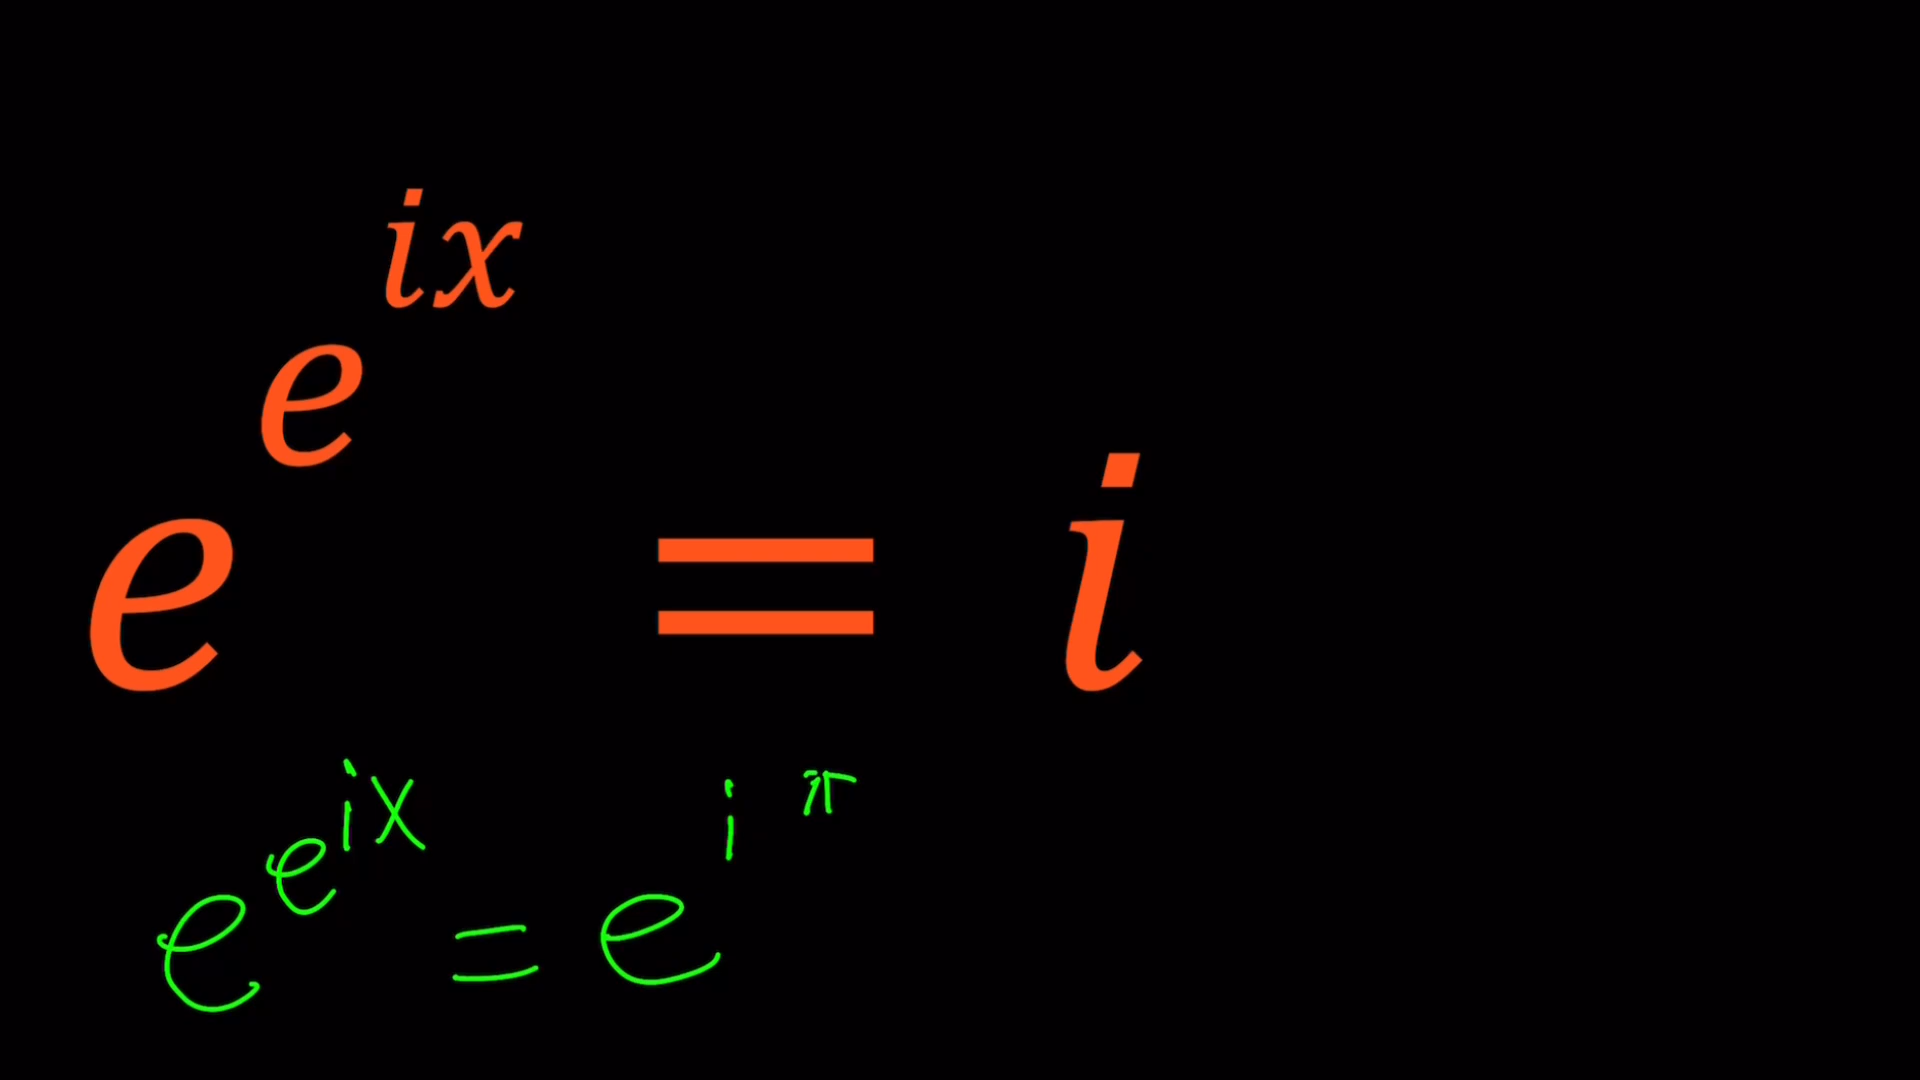 e^{e^{ix}} = i
e^{e^{ix}} = e^{i π}